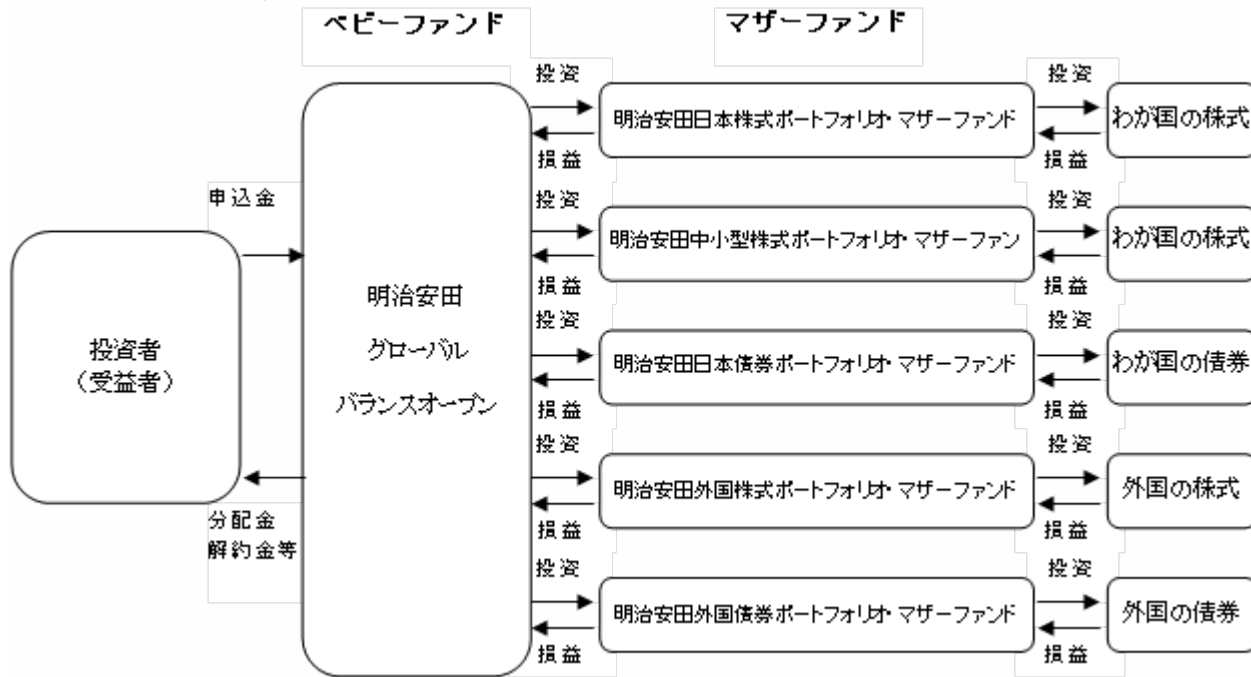 ベビーファンド
マザーファンド
投資
投資
明治安田日本株式ポートフォリオ・マザーファンド
わが国の株式
損益
損益
申込金
投資
投資
明治安田中小型株式ポートフォリオ・マザーファン
わが国の株式
損益
損益
投資者
(受益者)
明治安田
グローバル
バランスオープン
投資
投資
明治安田日本債券ポートフォリオ・マザーファンド
わが国の債券
損益
損益
投資
投資
明治安田外国株式ポートフォリオ・マザーファンド
外国の株式
損益
損益
分配金
解約金等
投資
投資
明治安田外国債券ポートフォリオ・マザーファンド
外国の債券
損益
損益